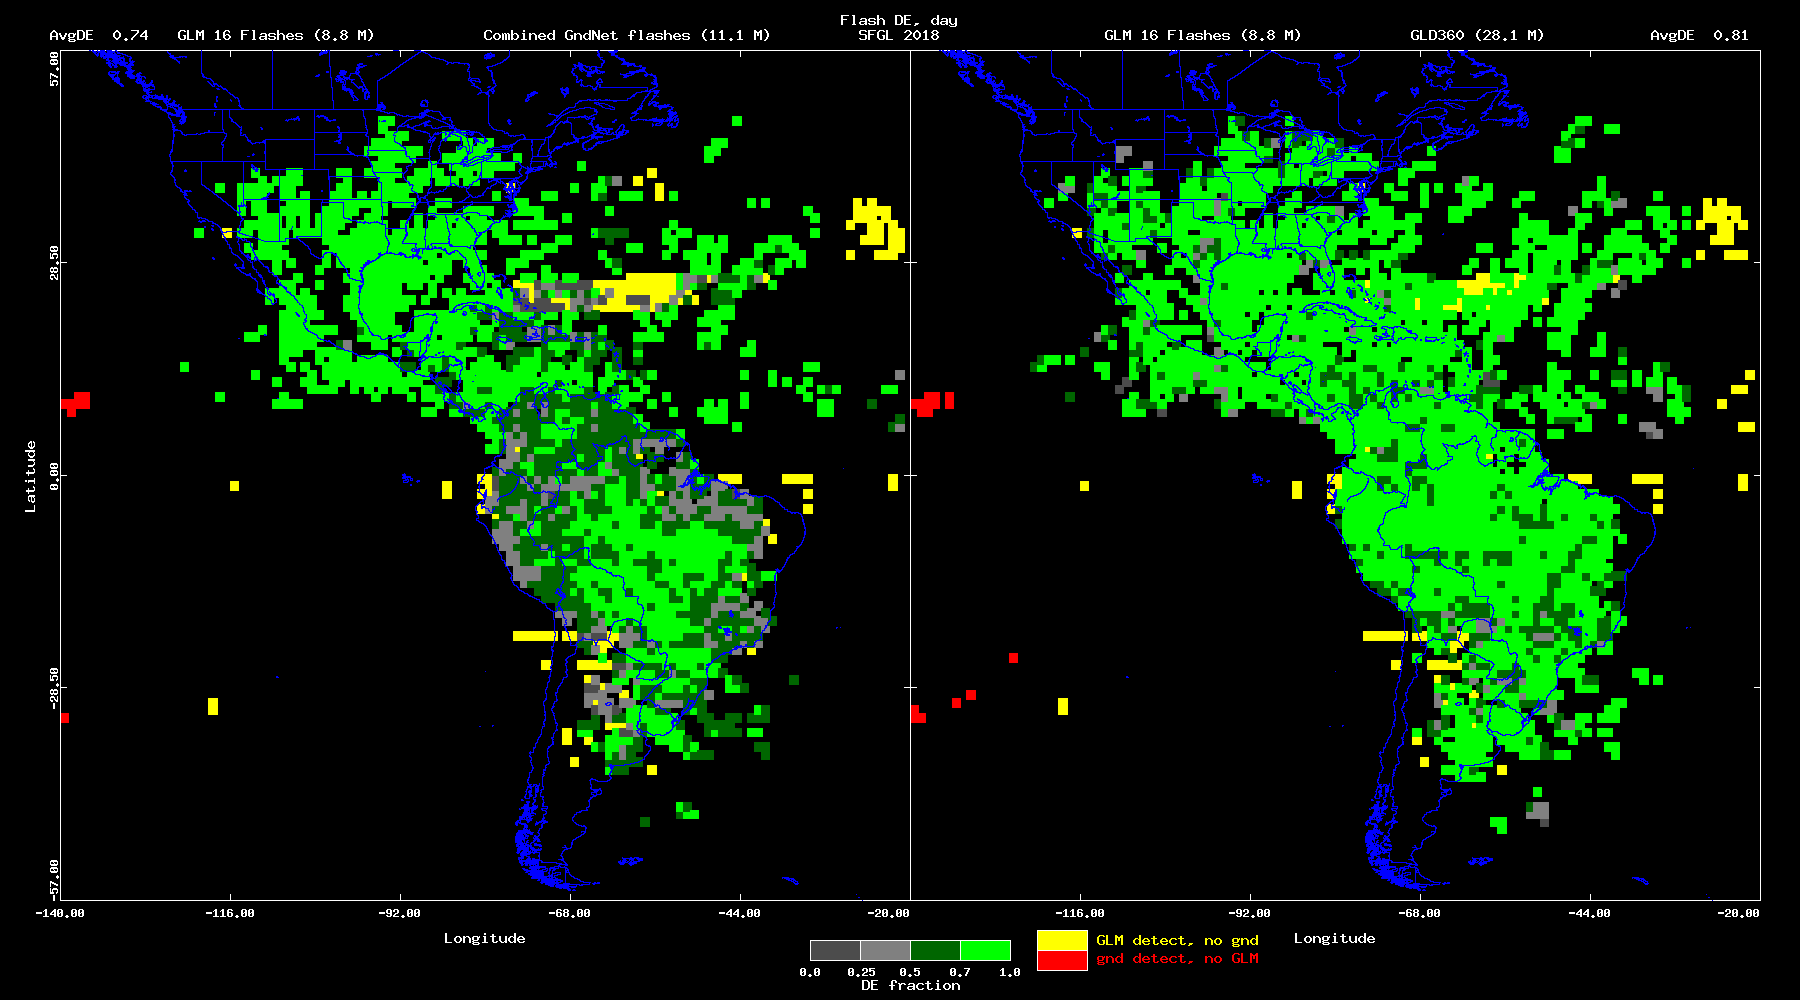 Flash DE, day
AvgDE 0.74 GLM 16 Flashes (8.8 M) Combined GndNet flashes (11.1 M) SFGL 2018 GLM 16 Flashes (8.8 M) GLD360 (28.1 M) AvgDE 0.81
57.00
28.50
0.00
-28.50
-57.00
Latitude
-140.00 -116.00 -92.00 -68.00 -44.00 -20.00 -116.00 -92.00 -68.00 -44.00 -20.00
Longitude Longitude
GLM detect, no gnd
gnd detect, no GLM
0.0 0.25 0.5 0.7 1.0
DE fraction